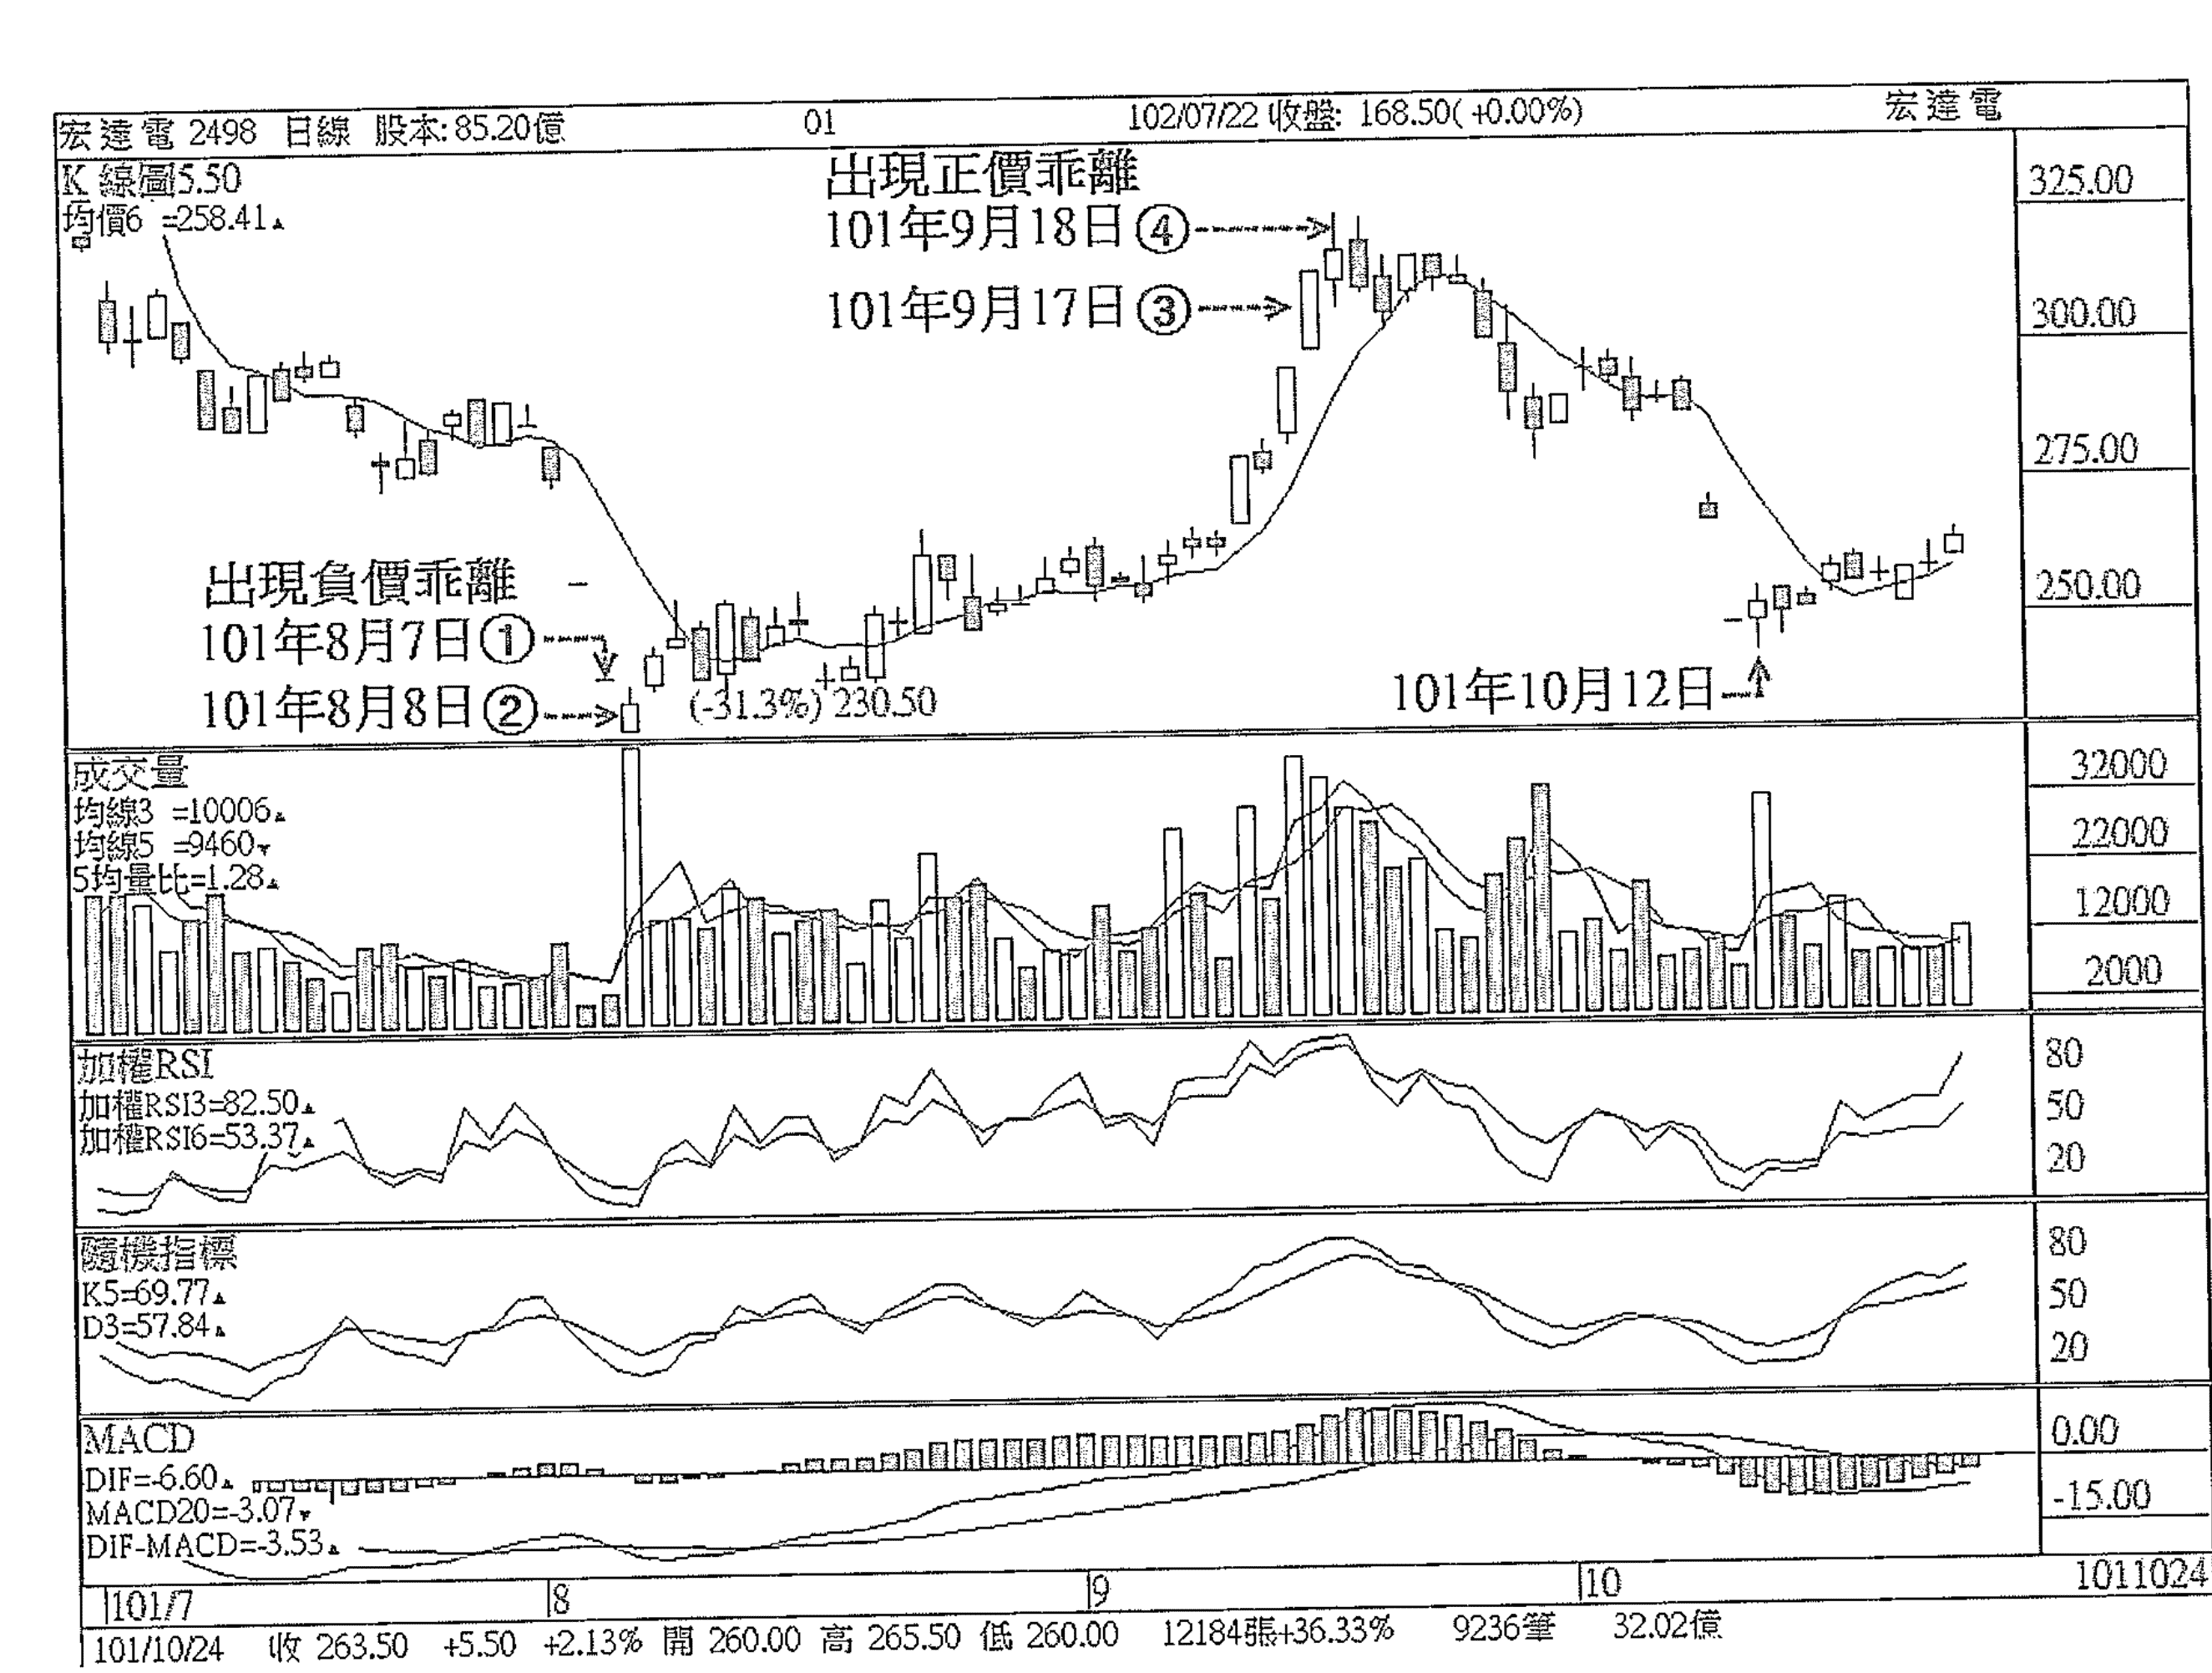 宏達電 2498 日線 股本:85.20億 01 102/07/22 收盤: 168.50( +0.00%) 宏達電
K 線圖5.50
均價6 =258.41▲
出現正價乖離
101年9月18日④
101年9月17日③
出現負價乖離
101年8月7日①
101年8月8日②
(-31.3%) 230.50
101年10月12日
325.00
300.00
275.00
250.00
成交量
均線3 =10006▲
均線5 =9460▼
5均量比=1.28▲
32000
22000
12000
2000
加權RSI
加權RSI3=82.50▲
加權RSI6=53.37▲
80
50
20
隨機指標
K5=69.77▲
D3=57.84▲
80
50
20
MACD
DIF=-6.60▲
MACD20=-3.07▼
DIF-MACD=-3.53▲
0.00
-15.00
101/7 8 9 10 1011024
101/10/24 收 263.50 +5.50 +2.13% 開 260.00 高 265.50 低 260.00 12184張+36.33% 9236筆 32.02億